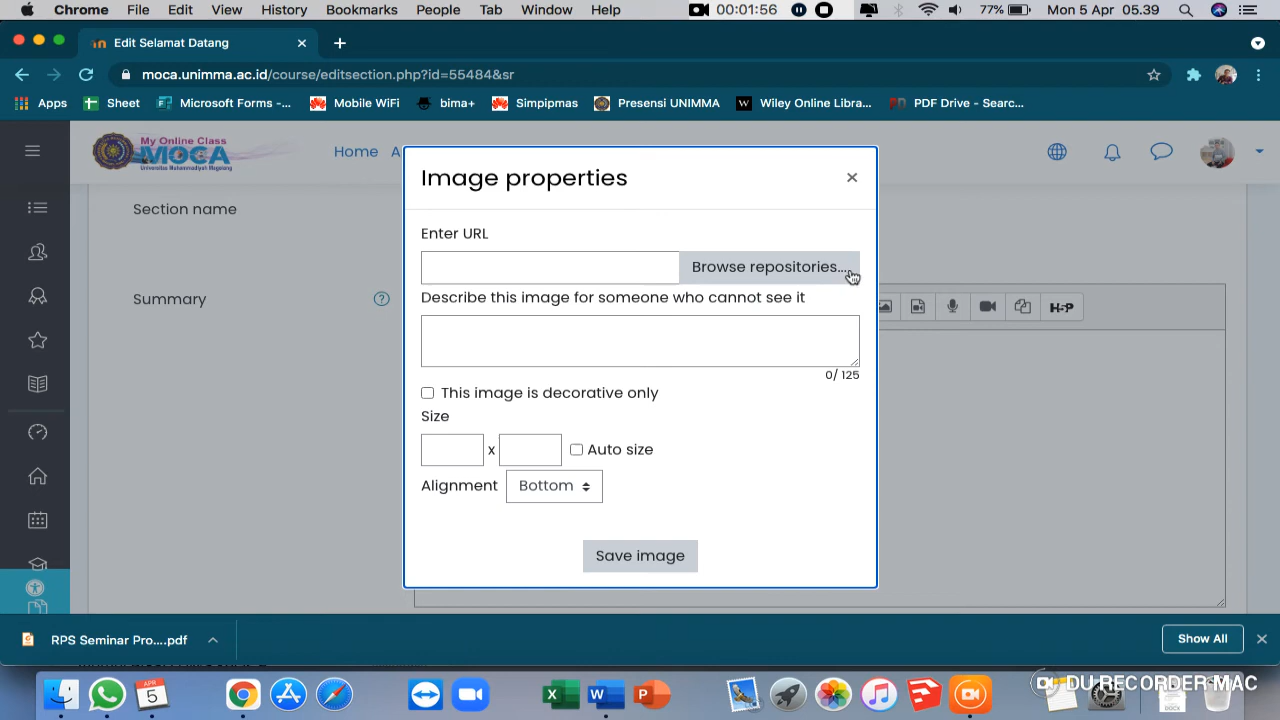 Chrome File Edit View History Bookmarks People Tab Window Help 00:01:56 77% Mon 5 Apr 05.39
Edit Selamat Datang
moca.unimma.ac.id/course/editsection.php?id=55484&sr
Apps Sheet Microsoft Forms -... Mobile WiFi bima+ Simpipmas Presensi UNIMMA Wiley Online Libra... PDF Drive - Searc...
My Online Class
MOCA
Universitas Muhammadiyah Magelang
Home A
Image properties
Section name
Enter URL
Browse repositories...
Summary
Describe this image for someone who cannot see it
H-P
0/ 125
This image is decorative only
Size
x
Auto size
Alignment Bottom
Save image
RPS Seminar Pro....pdf
Show All
DU RECORDER MAC